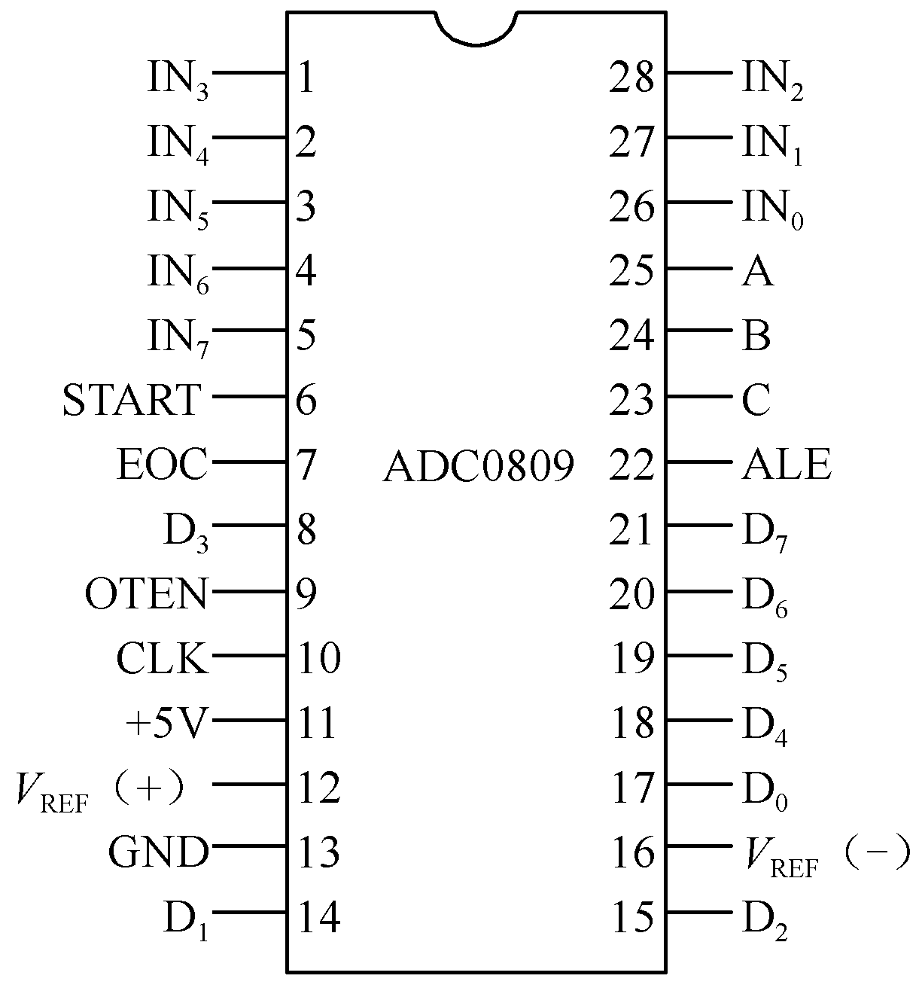 IN₃ 1 28 IN₂
IN₄ 2 27 IN₁
IN₅ 3 26 IN₀
IN₆ 4 25 A
IN₇ 5 24 B
START 6 23 C
EOC 7 ADC0809 22 ALE
D₃ 8 21 D₇
OTEN 9 20 D₆
CLK 10 19 D₅
+5V 11 18 D₄
V_REF（+） 12 17 D₀
GND 13 16 V_REF（-）
D₁ 14 15 D₂